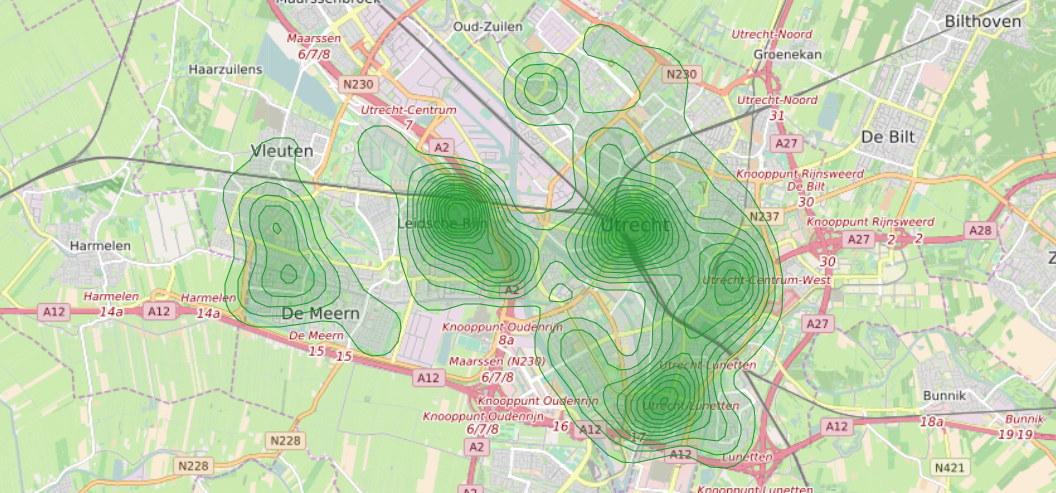 Maarssenbroek
Oud-Zuilen
Bilthoven
Utrecht-Noord
Maarssen
6/7/8
Groenekan
Haarzuilens
N230
N230
Utrecht-Centrum
7
Utrecht-Noord
31
De Bilt
A2
A27
Vleuten
Knooppunt Rijnsweerd
De Bilt
30
N237
Leidsche Rijn
Utrecht
Knooppunt Rijnsweerd
A28
A27
2
2
Harmelen
30
Utrecht-Centrum-West
A2
Harmelen
14a
Harmelen
14a
A12
A12
De Meern
A27
Knooppunt Oudenrijn
8a
De Meern
15
15
Maarssen (N230)
6/7/8
Utrecht-Lunetten
A12
Bunnik
Knooppunt Oudenrijn
Utrecht-Lunetten
Knooppunt Oudenrijn
6/7/8
16
A12
17
A12
18a
Bunnik
19
19
N228
A2
A12
Lunetten
N228
N421
A2
Knooppunt Lunetten